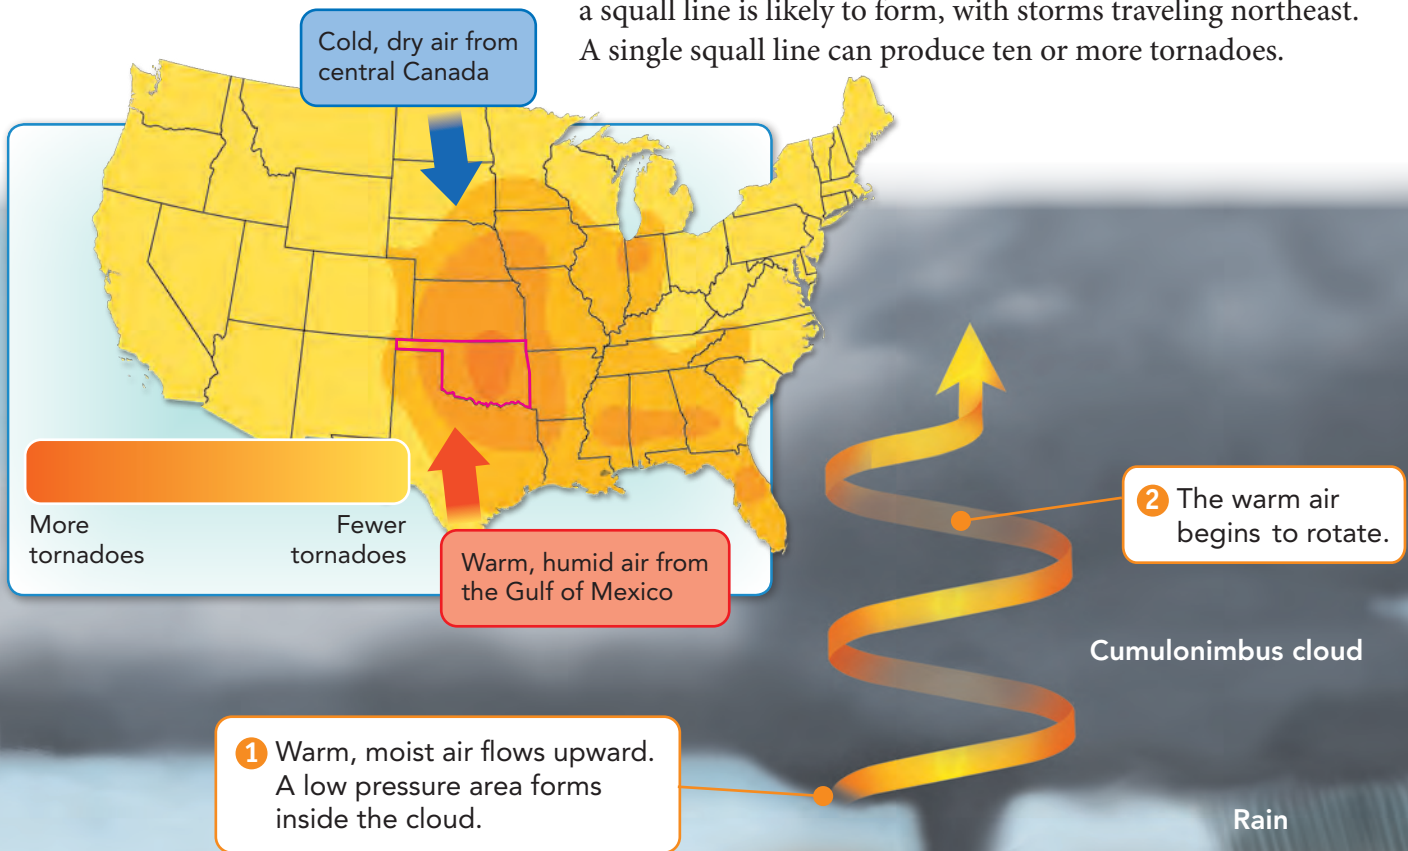 a squall line is likely to form, with storms traveling northeast.
A single squall line can produce ten or more tornadoes.
Cold, dry air from
central Canada
More
tornadoes
Fewer
tornadoes
Warm, humid air from
the Gulf of Mexico
2 The warm air
begins to rotate.
Cumulonimbus cloud
1 Warm, moist air flows upward.
A low pressure area forms
inside the cloud.
Rain